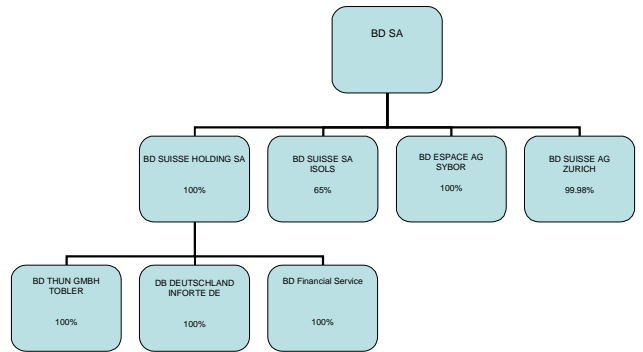 BD SA
BD SUISSE HOLDING SA
100%
BD SUISSE SA
ISOLS
65%
BD ESPACE AG
SYBOR
100%
BD SUISSE AG
ZURICH
99.98%
BD THUN GMBH
TOBLER
100%
DB DEUTSCHLAND
INFORTE DE
100%
BD Financial Service
100%